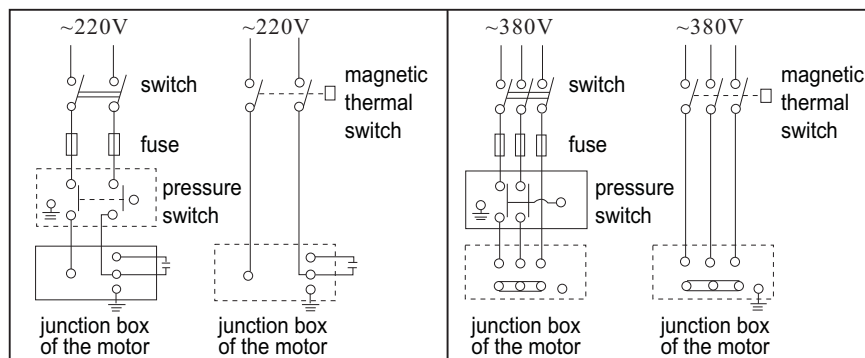 ~220V
~220V
switch
fuse
pressure
switch
magnetic
thermal
switch
junction box
of the motor
junction box
of the motor
~380V
~380V
switch
fuse
pressure
switch
magnetic
thermal
switch
junction box
of the motor
junction box
of the motor